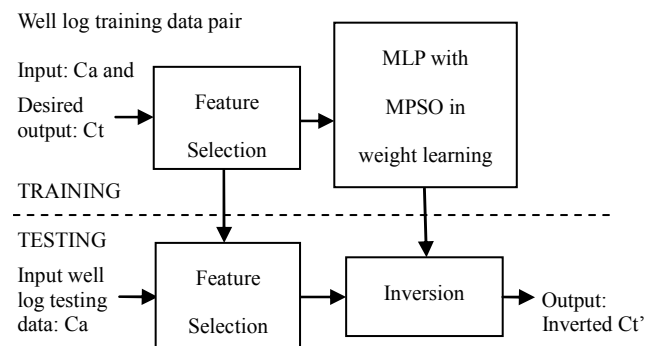 Well log training data pair
Input: Ca and
Desired
output: Ct
Feature
Selection
MLP with
MPSO in
weight learning
TRAINING
TESTING
Input well
log testing
data: Ca
Feature
Selection
Inversion
Output:
Inverted Ct’